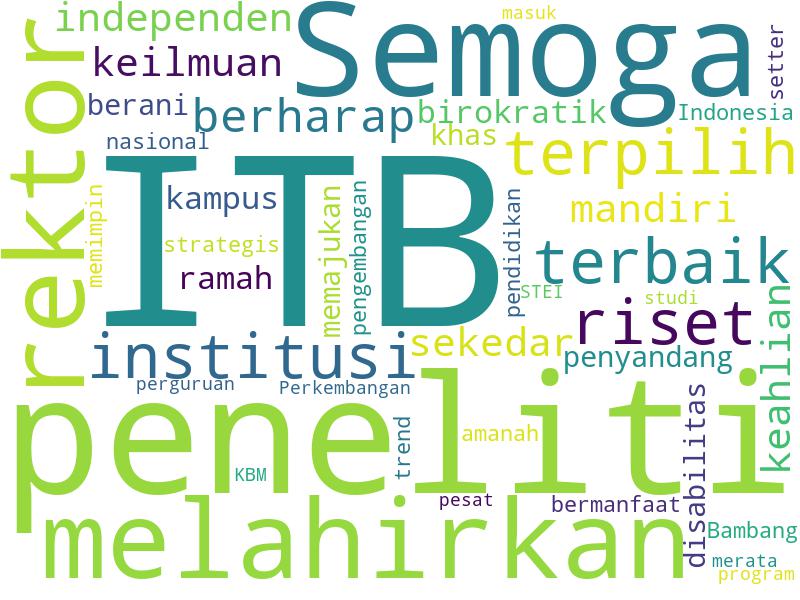 masuk
independen
Semoga
setter
keilmuan
rektor
berani
berharap
birokratik
Indonesia
nasional
khas
terpilih
ITB
kampus
memimpin
memajukan
pengembangan
pendidikan
mandiri
strategis
ramah
terbaik
STEI
studi
riset
keahlian
institusi
sekedar
penyandang
perguruan
Perkembangan
peneliti
disabilitas
trend
amanah
KBM
pesat
bermanfaat
melahirkan
Bambang
merata
program